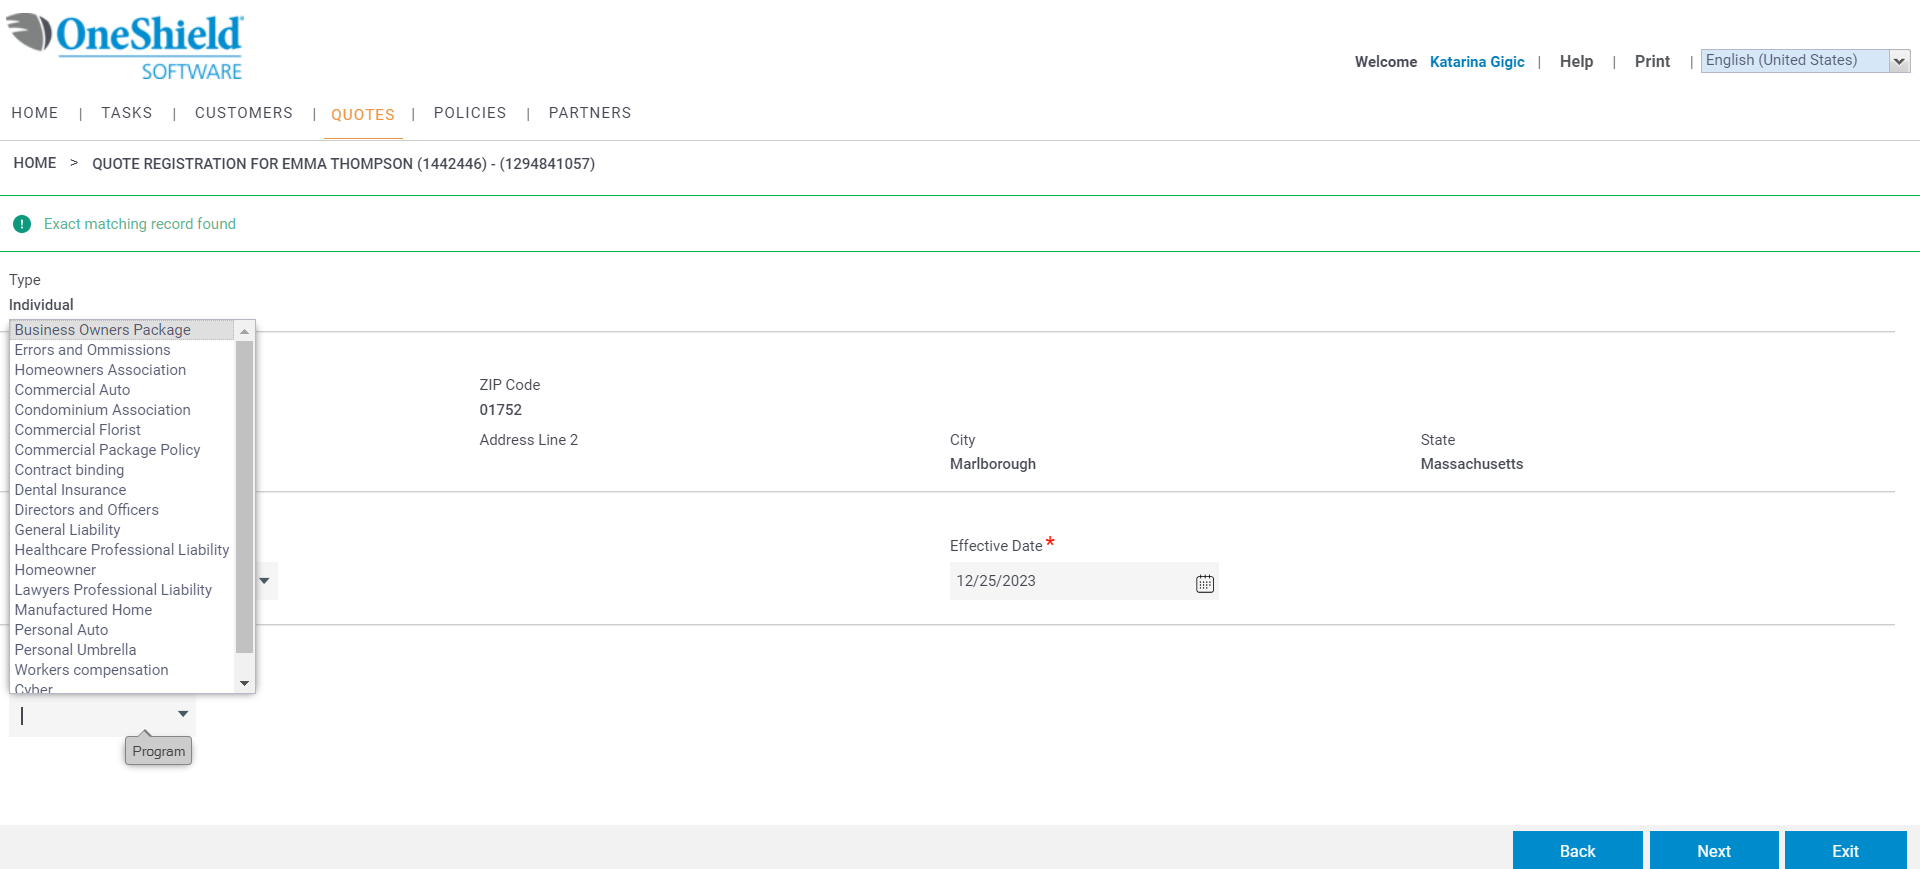 OneShield
SOFTWARE
Welcome Katarina Gigic | Help | Print | English (United States)
HOME | TASKS | CUSTOMERS | QUOTES | POLICIES | PARTNERS
HOME > QUOTE REGISTRATION FOR EMMA THOMPSON (1442446) - (1294841057)
! Exact matching record found
Type
Individual
Business Owners Package
Errors and Ommissions
Homeowners Association
Commercial Auto
Condominium Association
Commercial Florist
Commercial Package Policy
Contract binding
Dental Insurance
Directors and Officers
General Liability
Healthcare Professional Liability
Homeowner
Lawyers Professional Liability
Manufactured Home
Personal Auto
Personal Umbrella
Workers compensation
Cyber
ZIP Code
01752
Address Line 2
City
Marlborough
State
Massachusetts
Effective Date *
12/25/2023
Program
Back Next Exit